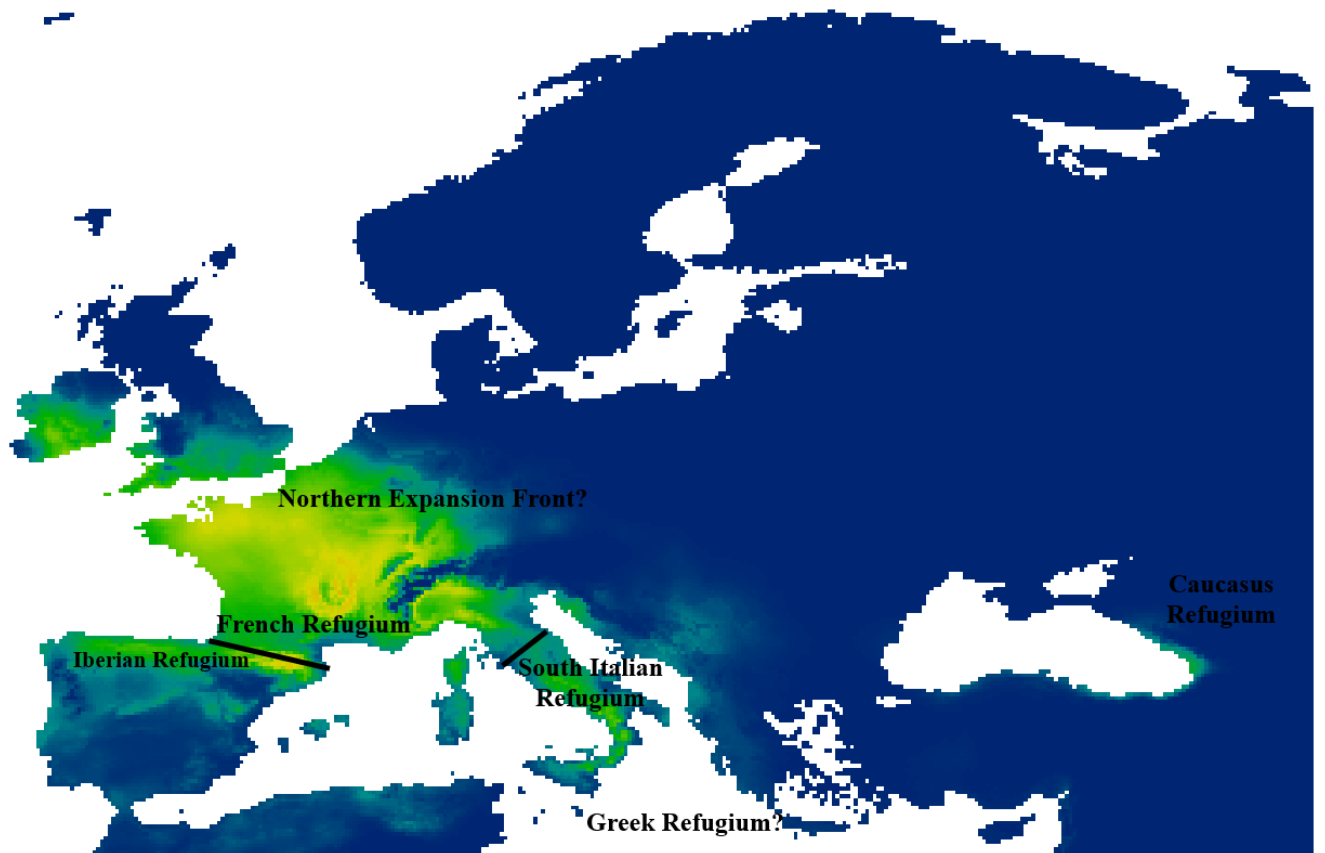 Northern Expansion Front?
Caucasus
Refugium
French Refugium
Iberian Refugium
South Italian
Refugium
Greek Refugium?